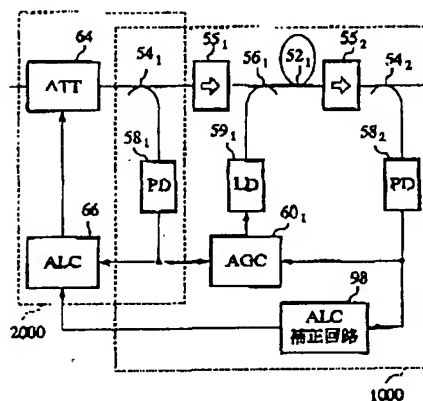 64
ATT
54₁
55₁
56₁
52₁
55₂
54₂
58₁
PD
59₁
LD
58₂
PD
66
ALC
60₁
AGC
98
ALC
補正回路
2000
1000